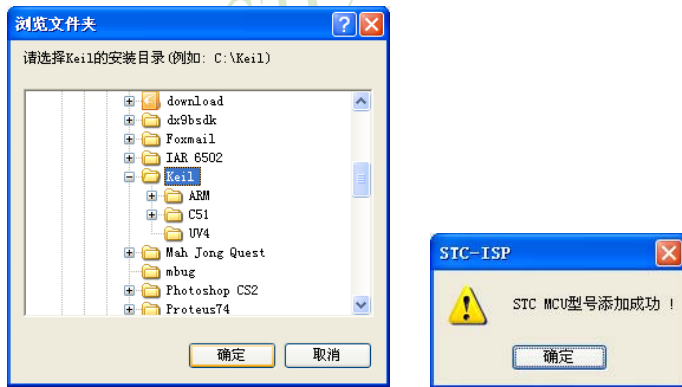 浏览文件夹
请选择Keil的安装目录(例如: C:\Keil)
download
dx9bsdk
Foxmail
IAR 6502
Keil
ARM
C51
UV4
Mah Jong Quest
mbug
Photoshop CS2
Proteus74
确定 取消
STC-ISP
STC MCU型号添加成功 !
确定